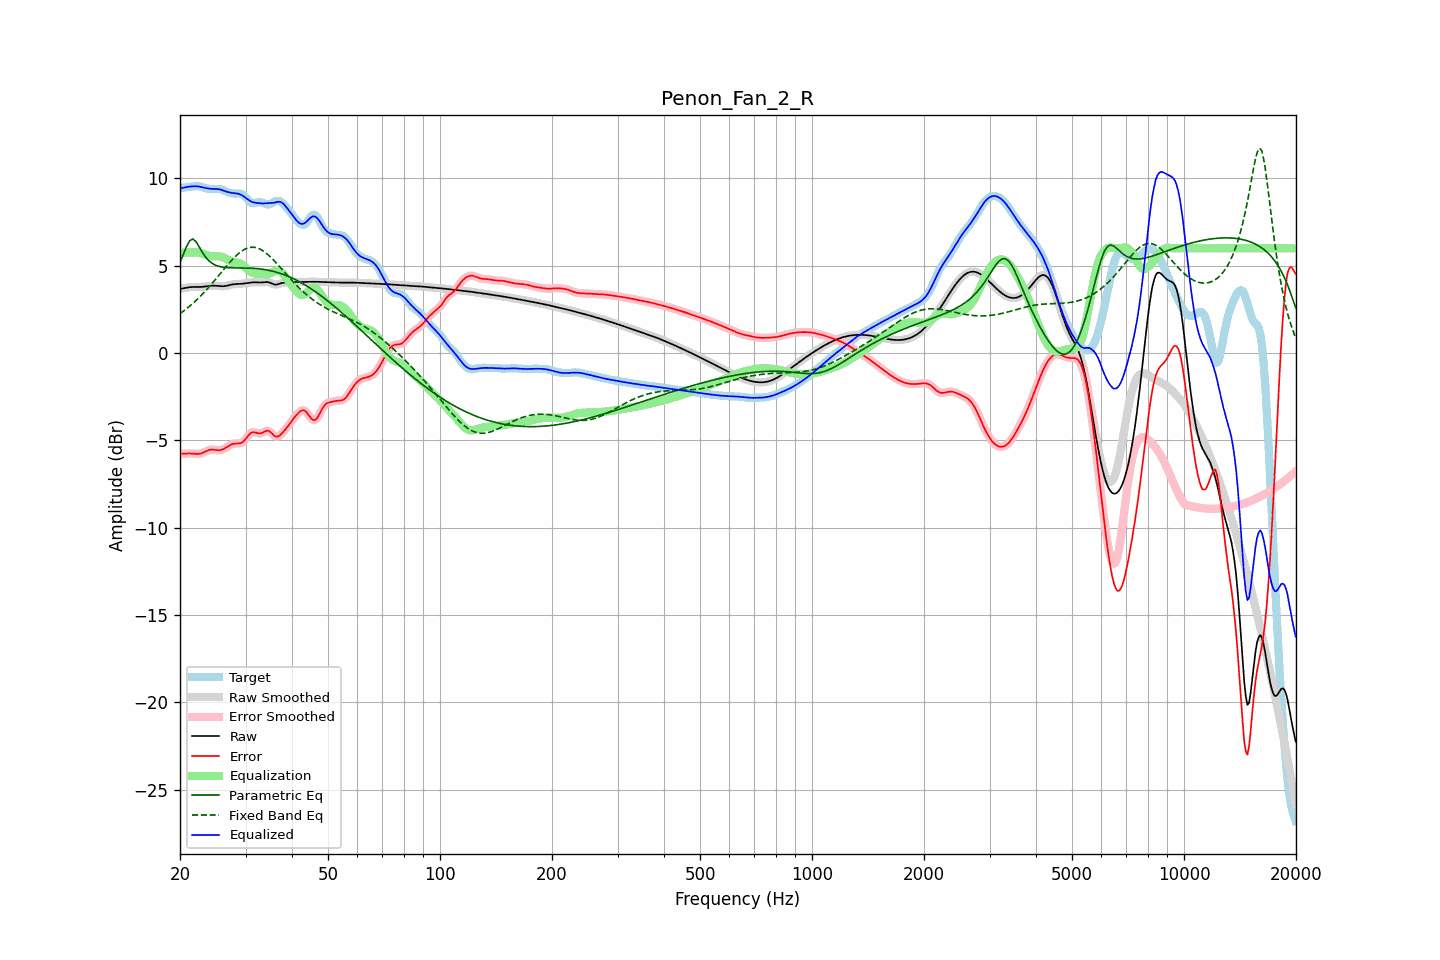 Penon_Fan_2_R
Amplitude (dBr)
10
5
0
−5
−10
−15
−20
−25
Target
Raw Smoothed
Error Smoothed
Raw
Error
Equalization
Parametric Eq
Fixed Band Eq
Equalized
20 50 100 200 500 1000 2000 5000 10000 20000
Frequency (Hz)